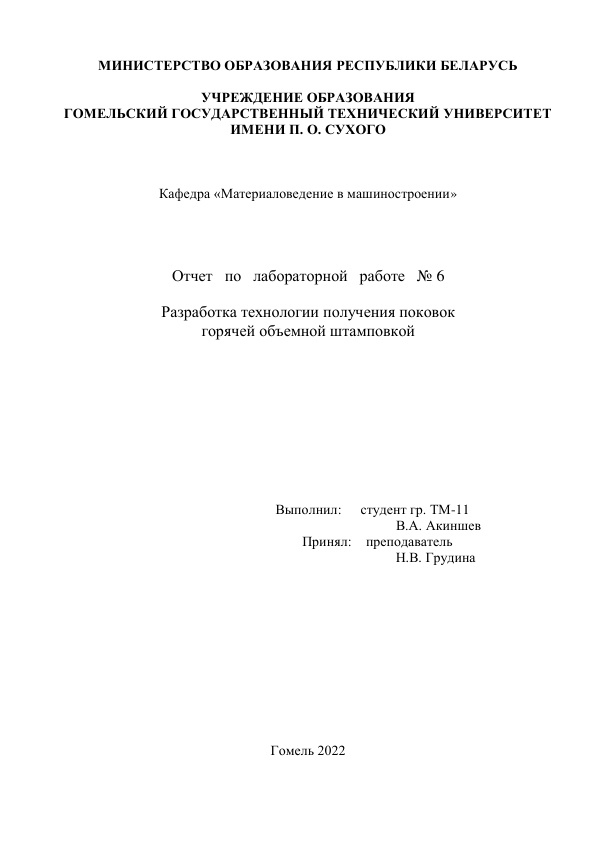 МИНИСТЕРСТВО ОБРАЗОВАНИЯ РЕСПУБЛИКИ БЕЛАРУСЬ
УЧРЕЖДЕНИЕ ОБРАЗОВАНИЯ
ГОМЕЛЬСКИЙ ГОСУДАРСТВЕННЫЙ ТЕХНИЧЕСКИЙ УНИВЕРСИТЕТ
ИМЕНИ П. О. СУХОГО
Кафедра «Материаловедение в машиностроении»
Отчет по лабораторной работе № 6
Разработка технологии получения поковок
горячей объемной штамповкой
Выполнил: студент гр. ТМ-11
В.А. Акиншев
Принял: преподаватель
Н.В. Грудина
Гомель 2022